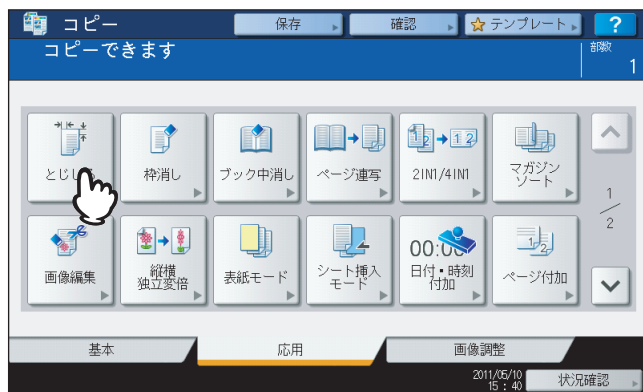 コピー
保存
確認
テンプレート
?
コピーできます
部数
1
枠消し
ブック中消し
ページ連写
2IN1/4IN1
マガジン
ソート
1
2
画像編集
縦横
独立変倍
表紙モード
シート挿入
モード
日付・時刻
付加
ページ付加
基本
応用
画像調整
2011/05/10
15 : 40
状況確認